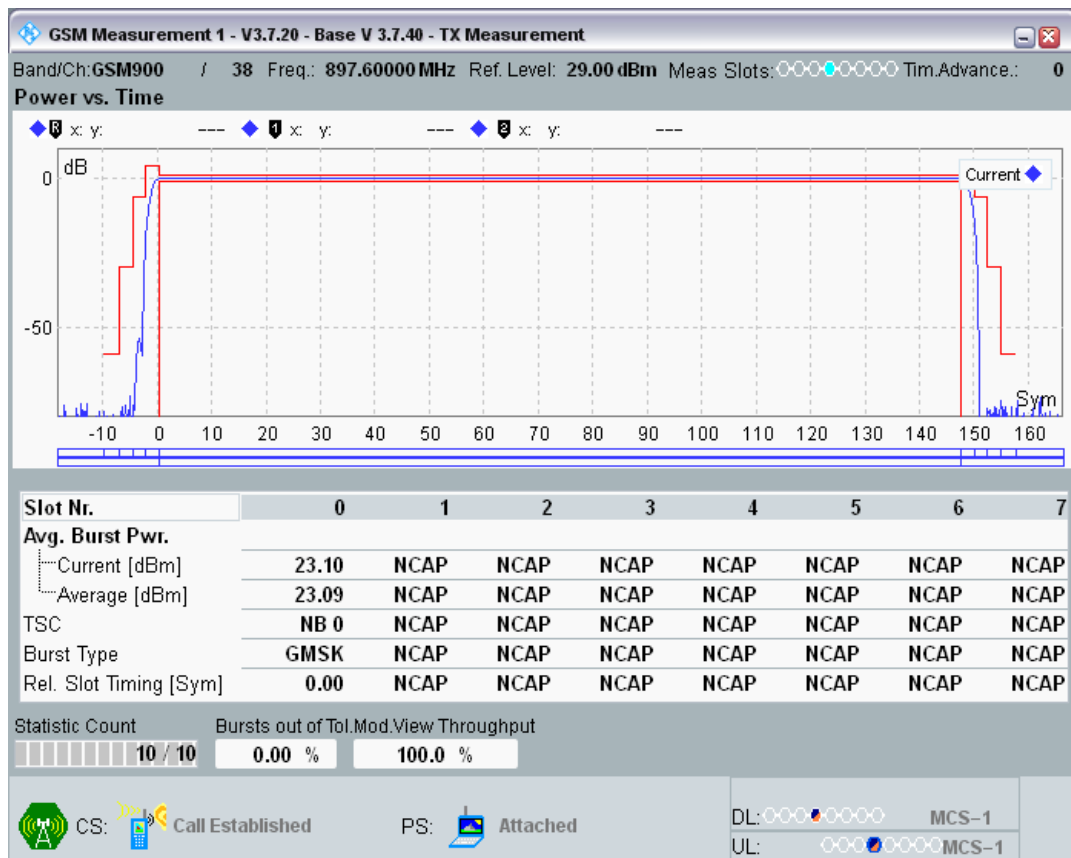 GSM Measurement 1 - V3.7.20 - Base V 3.7.40 - TX Measurement
Band/Ch:GSM900 / 38 Freq.: 897.60000 MHz Ref. Level: 29.00 dBm Meas Slots: Tim.Advance.: 0
Power vs. Time
R x: y: --- 1 x: y: --- 2 x: y: ---
dB
0
Current
-50
Sym
-10 0 10 20 30 40 50 60 70 80 90 100 110 120 130 140 150 160
Slot Nr. 0 1 2 3 4 5 6 7
Avg. Burst Pwr.
Current [dBm] 23.10 NCAP NCAP NCAP NCAP NCAP NCAP NCAP
Average [dBm] 23.09 NCAP NCAP NCAP NCAP NCAP NCAP NCAP
TSC NB 0 NCAP NCAP NCAP NCAP NCAP NCAP NCAP
Burst Type GMSK NCAP NCAP NCAP NCAP NCAP NCAP NCAP
Rel. Slot Timing [Sym] 0.00 NCAP NCAP NCAP NCAP NCAP NCAP NCAP
Statistic Count Bursts out of Tol.Mod.View Throughput
10 / 10 0.00 % 100.0 %
CS: Call Established PS: Attached
DL: MCS-1
UL: MCS-1